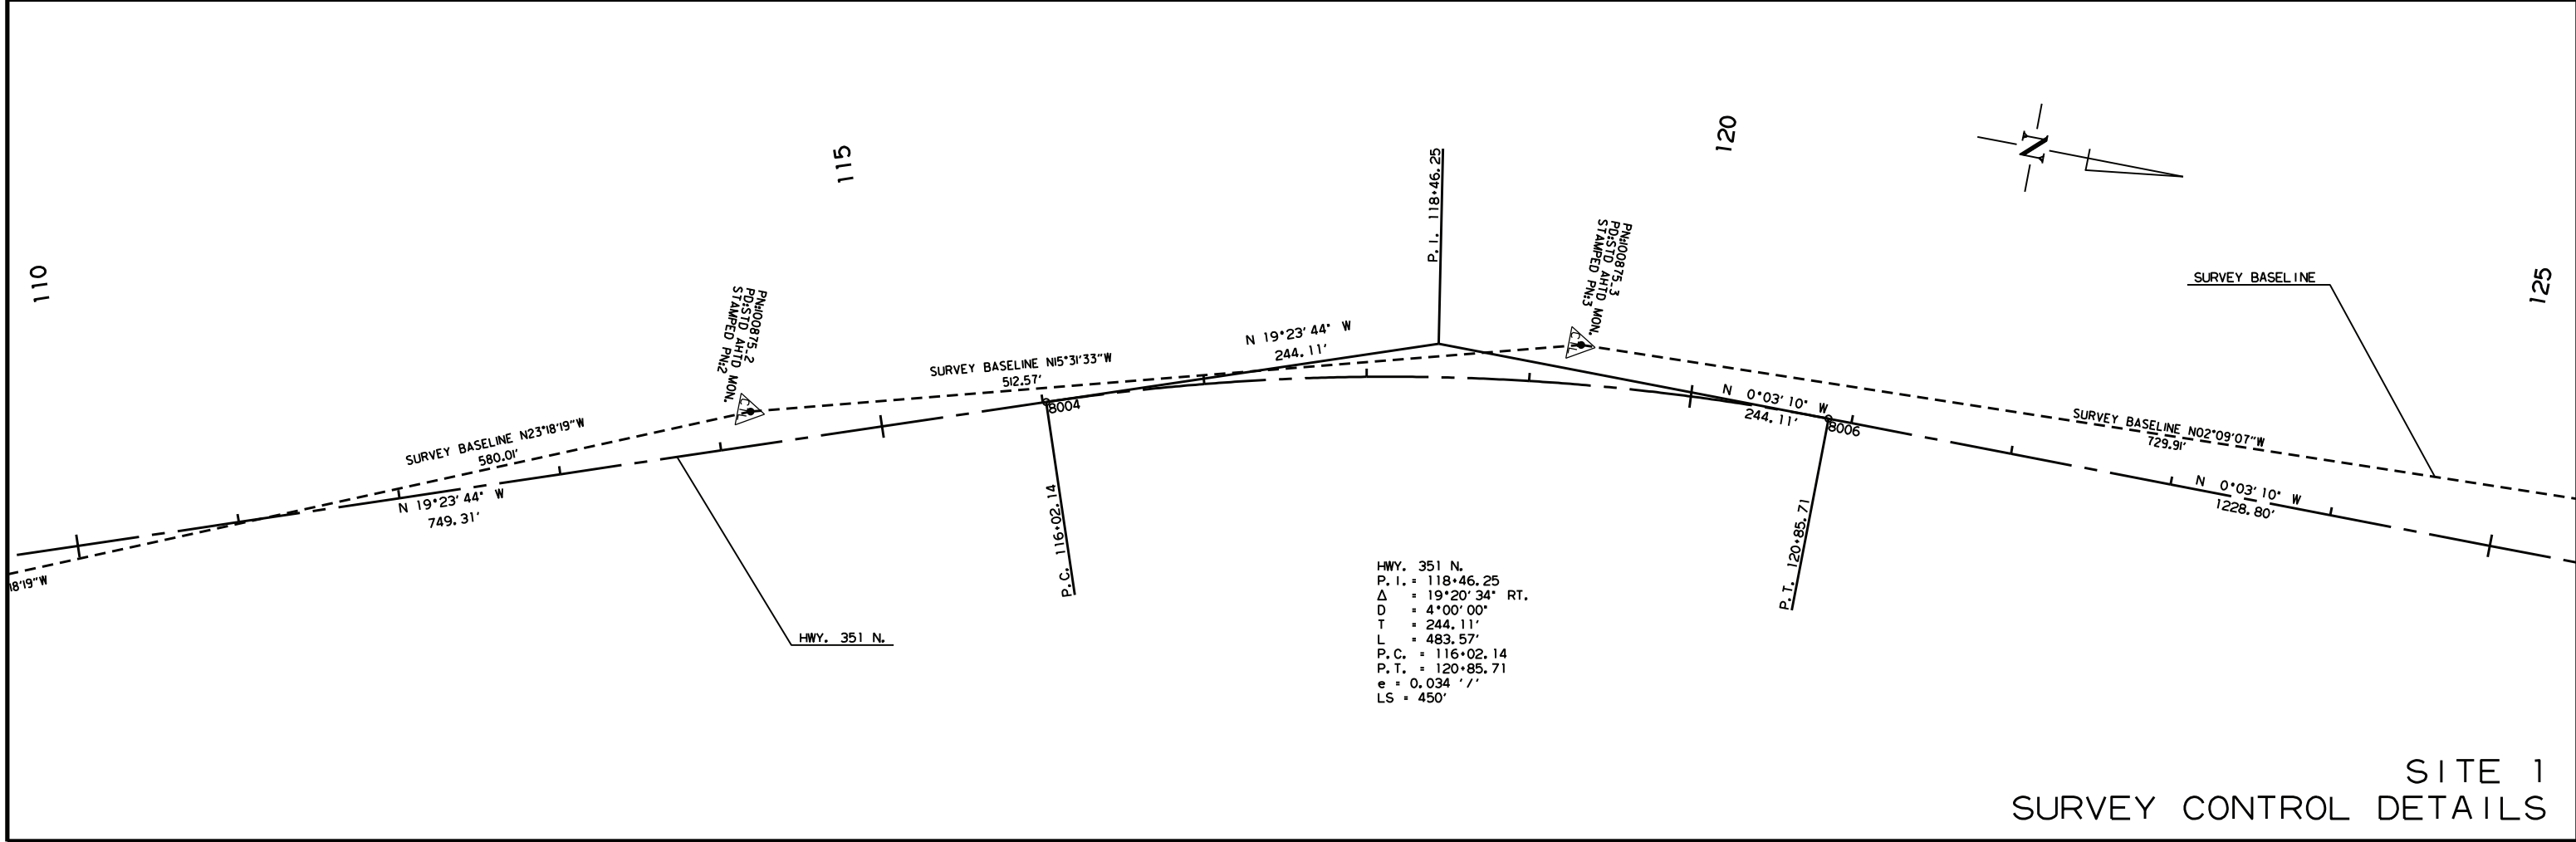 110
115
120
125
N
P.I. 118+46.25
PN:100875_2
PD:STD AHTD MON.
STAMPED PN:2
PN:100875_3
PD:STD AHTD MON.
STAMPED PN:3
SURVEY BASELINE
SURVEY BASELINE N23°18'19"W
580.01'
SURVEY BASELINE N15°31'33"W
512.57'
N 19°23'44" W
244.11'
8004
N 0°03'10" W
244.11'
8006
SURVEY BASELINE N02°09'07"W
729.91'
N 19°23'44" W
749.31'
N 0°03'10" W
1228.80'
18'19"W
P.C. 116+02.14
P.T. 120+85.71
HWY. 351 N.
HWY. 351 N.
P.I. = 118+46.25
Δ = 19°20'34" RT.
D = 4°00'00"
T = 244.11'
L = 483.57'
P.C. = 116+02.14
P.T. = 120+85.71
e = 0.034 '/'
LS = 450'
SITE 1
SURVEY CONTROL DETAILS